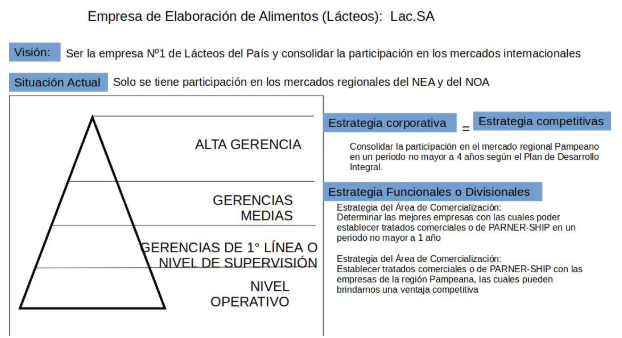 Empresa de Elaboración de Alimentos (Lácteos): Lac.SA
Visión: Ser la empresa Nº1 de Lácteos del País y consolidar la participación en los mercados internacionales
Situación Actual Solo se tiene participación en los mercados regionales del NEA y del NOA
ALTA GERENCIA
GERENCIAS
MEDIAS
GERENCIAS DE 1° LÍNEA O
NIVEL DE SUPERVISIÓN
NIVEL
OPERATIVO
Estrategia corporativa = Estrategia competitivas
Consolidar la participación en el mercado regional Pampeano
en un periodo no mayor a 4 años según el Plan de Desarrollo
Integral.
Estrategia Funcionales o Divisionales
Estrategia del Área de Comercialización:
Determinar las mejores empresas con las cuales poder
establecer tratados comerciales o de PARNER-SHIP en un
periodo no mayor a 1 año
Estrategia del Área de Comercialización:
Establecer tratados comerciales o de PARNER-SHIP con las
empresas de la región Pampeana, las cuales pueden
brindarnos una ventaja competitiva